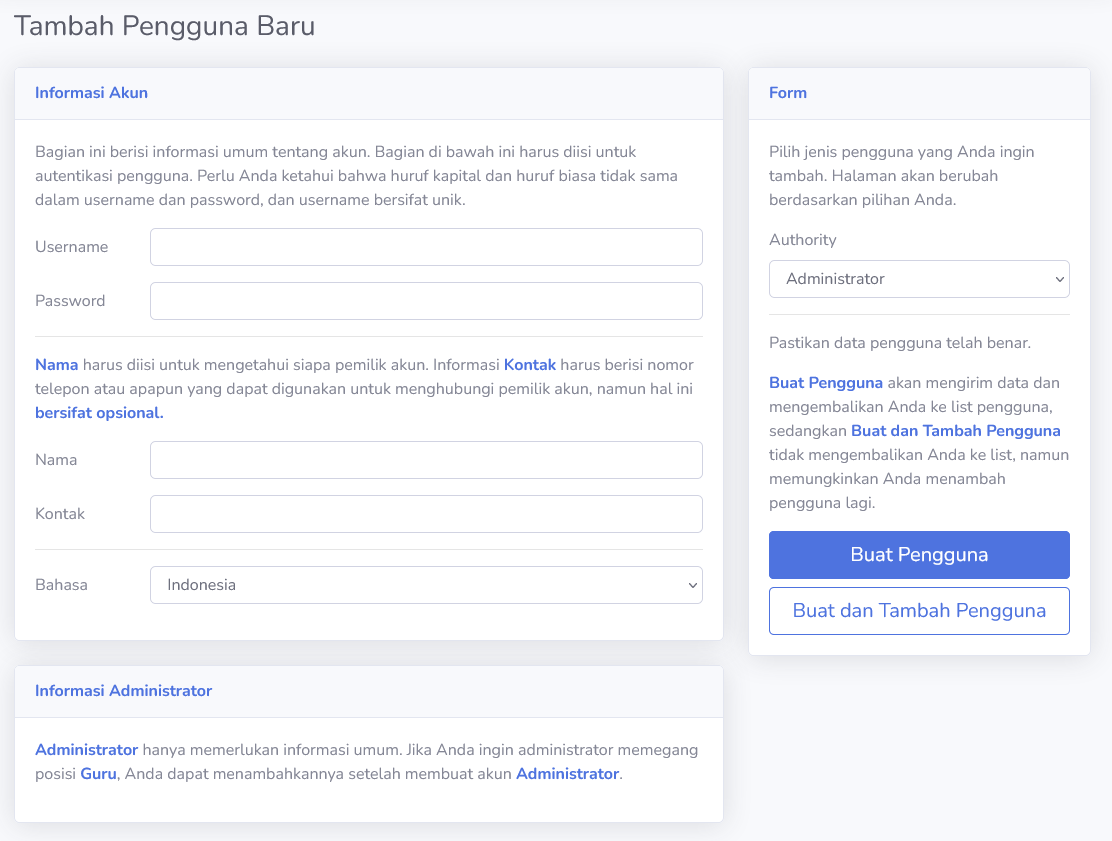 Tambah Pengguna Baru
Informasi Akun
Bagian ini berisi informasi umum tentang akun. Bagian di bawah ini harus diisi untuk
autentikasi pengguna. Perlu Anda ketahui bahwa huruf kapital dan huruf biasa tidak sama
dalam username dan password, dan username bersifat unik.
Username
Password
Nama harus diisi untuk mengetahui siapa pemilik akun. Informasi Kontak harus berisi nomor
telepon atau apapun yang dapat digunakan untuk menghubungi pemilik akun, namun hal ini
bersifat opsional.
Nama
Kontak
Bahasa
Indonesia
Informasi Administrator
Administrator hanya memerlukan informasi umum. Jika Anda ingin administrator memegang
posisi Guru, Anda dapat menambahkannya setelah membuat akun Administrator.
Form
Pilih jenis pengguna yang Anda ingin
tambah. Halaman akan berubah
berdasarkan pilihan Anda.
Authority
Administrator
Pastikan data pengguna telah benar.
Buat Pengguna akan mengirim data dan
mengembalikan Anda ke list pengguna,
sedangkan Buat dan Tambah Pengguna
tidak mengembalikan Anda ke list, namun
memungkinkan Anda menambah
pengguna lagi.
Buat Pengguna
Buat dan Tambah Pengguna